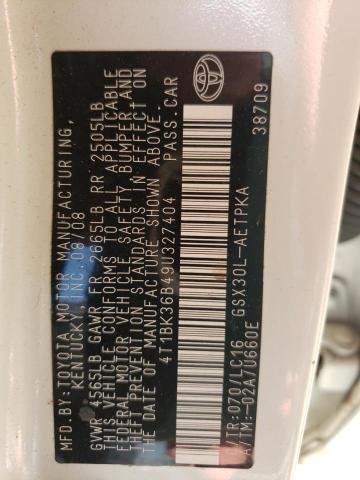 MFD. BY: TOYOTA MOTOR MANUFACTURING,
KENTUCKY, INC. 08/08
GVWR 4565LB GAWR FR 2665LB RR 2505LB
THIS VEHICLE CONFORMS TO ALL APPLICABLE
FEDERAL MOTOR VEHICLE SAFETY BUMPER, AND
THEFT PREVENTION STANDARDS IN EFFECT ON
THE DATE OF MANUFACTURE SHOWN ABOVE.
4T1BK36B49U327404 PASS.CAR
C/TR:070/LC16 GSX30L-AETPKA
A/TM:-02A/U660E 38709